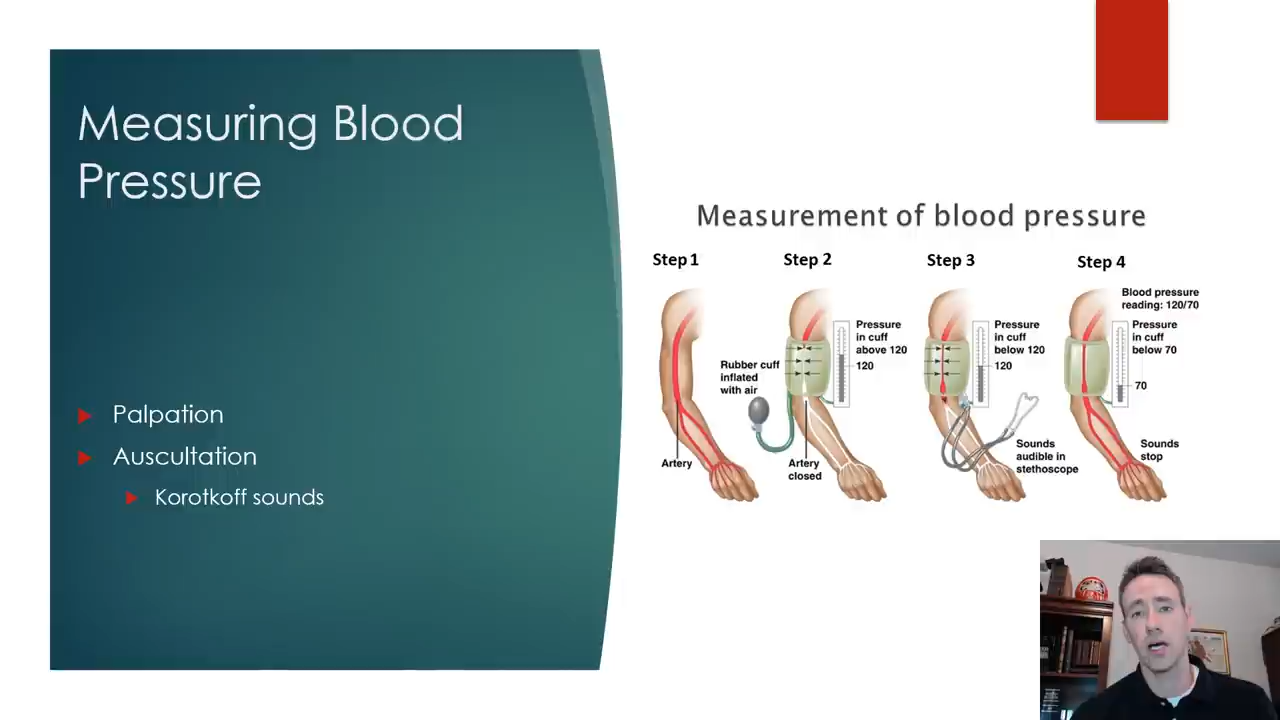 Measuring Blood
Pressure
Palpation
Auscultation
Korotkoff sounds
Measurement of blood pressure
Step 1
Step 2
Step 3
Step 4
Artery
Rubber cuff
inflated
with air
Pressure
in cuff
above 120
120
Artery
closed
Pressure
in cuff
below 120
120
Sounds
audible in
stethoscope
Blood pressure
reading: 120/70
Pressure
in cuff
below 70
70
Sounds
stop